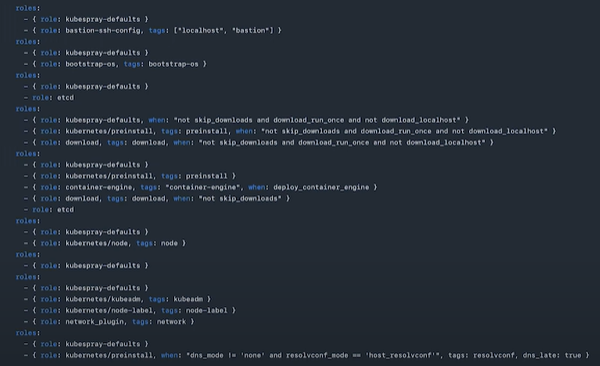 roles:
- { role: kubespray-defaults }
- { role: bastion-ssh-config, tags: ["localhost", "bastion"] }
roles:
- { role: kubespray-defaults }
- { role: bootstrap-os, tags: bootstrap-os }
roles:
- { role: kubespray-defaults }
- role: etcd
roles:
- { role: kubespray-defaults, when: "not skip_downloads and download_run_once and not download_localhost" }
- { role: kubernetes/preinstall, tags: preinstall, when: "not skip_downloads and download_run_once and not download_localhost" }
- { role: download, tags: download, when: "not skip_downloads and download_run_once and not download_localhost" }
roles:
- { role: kubespray-defaults }
- { role: kubernetes/preinstall, tags: preinstall }
- { role: container-engine, tags: "container-engine", when: deploy_container_engine }
- { role: download, tags: download, when: "not skip_downloads" }
- role: etcd
roles:
- { role: kubespray-defaults }
- { role: kubernetes/node, tags: node }
roles:
- { role: kubespray-defaults }
roles:
- { role: kubespray-defaults }
- { role: kubernetes/kubeadm, tags: kubeadm }
- { role: kubernetes/node-label, tags: node-label }
- { role: network_plugin, tags: network }
roles:
- { role: kubespray-defaults }
- { role: kubernetes/preinstall, when: "dns_mode != 'none' and resolvconf_mode == 'host_resolvconf'", tags: resolvconf, dns_late: true }